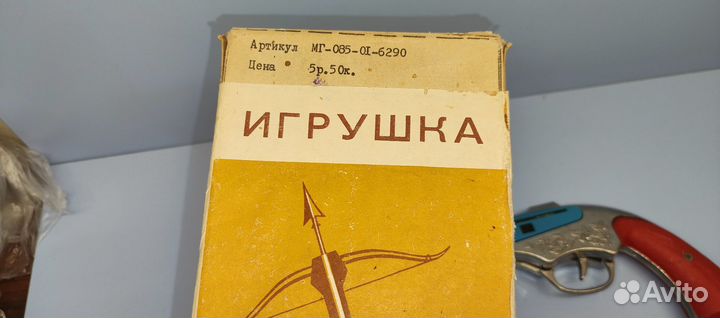 Артикул МГ-085-01-6290
Цена 5р.50к.
ИГРУШКА
Avito